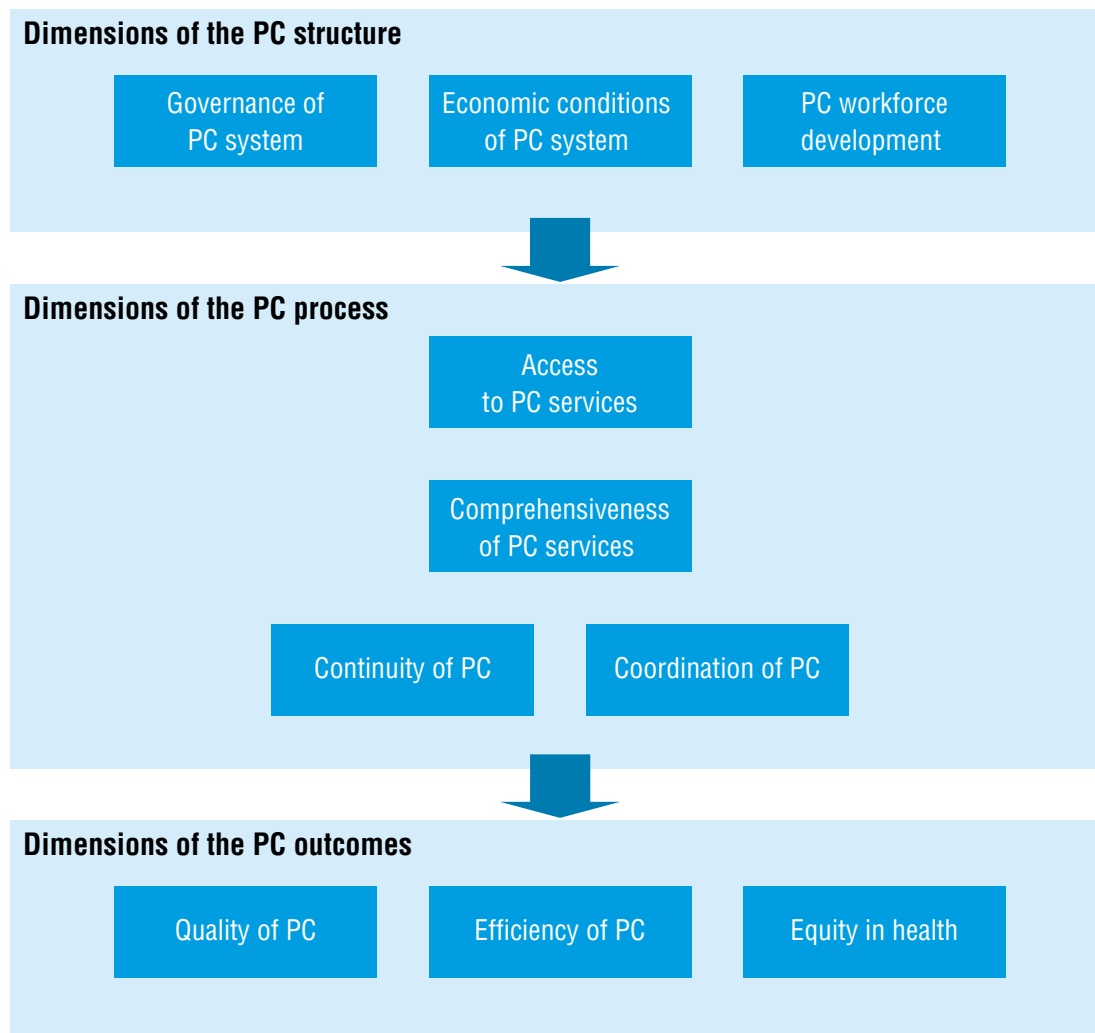 Dimensions of the PC structure
Governance of
PC system
Economic conditions
of PC system
PC workforce
development
Dimensions of the PC process
Access
to PC services
Comprehensiveness
of PC services
Continuity of PC
Coordination of PC
Dimensions of the PC outcomes
Quality of PC
Efficiency of PC
Equity in health